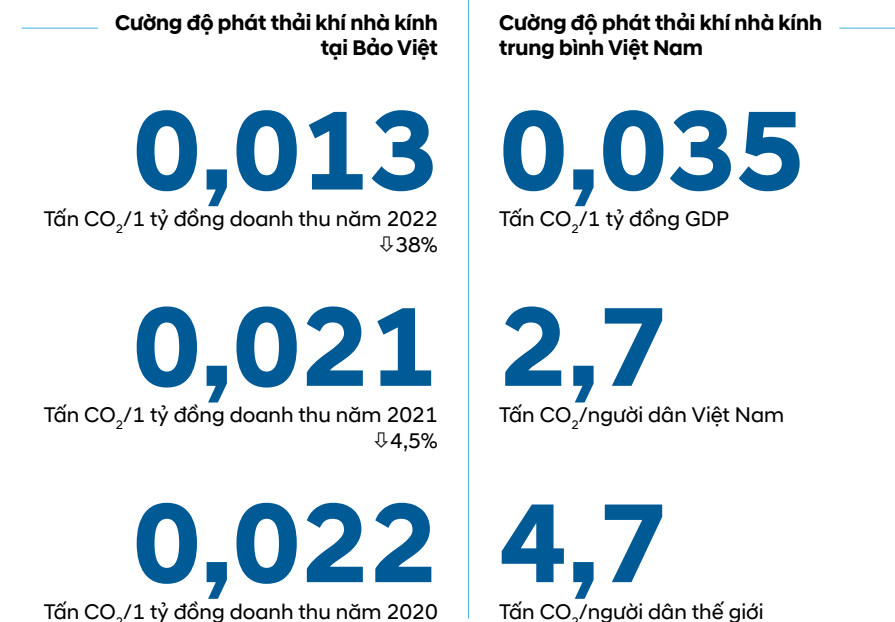 Cường độ phát thải khí nhà kính
tại Bảo Việt
0,013
Tấn CO₂/1 tỷ đồng doanh thu năm 2022
⇩38%
0,021
Tấn CO₂/1 tỷ đồng doanh thu năm 2021
⇩4,5%
0,022
Tấn CO₂/1 tỷ đồng doanh thu năm 2020
Cường độ phát thải khí nhà kính
trung bình Việt Nam
0,035
Tấn CO₂/1 tỷ đồng GDP
2,7
Tấn CO₂/người dân Việt Nam
4,7
Tấn CO₂/người dân thế giới